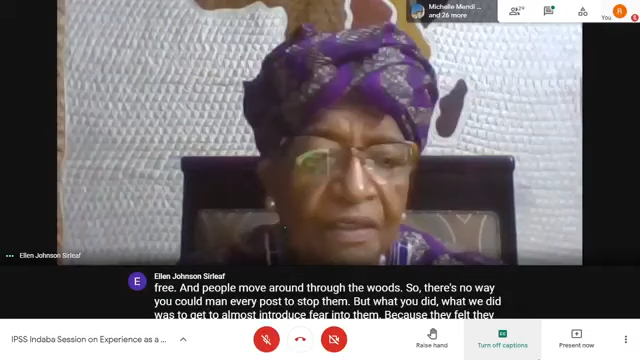 Michelle Mendi ...
and 26 more
29
You
Ellen Johnson Sirleaf
E
Ellen Johnson Sirleaf
free. And people move around through the woods. So, there's no way
you could man every post to stop them. But what you did, what we did
was to get to almost introduce fear into them. Because they felt they
IPSS Indaba Session on Experience as a ...
Raise hand
Turn off captions
Present now